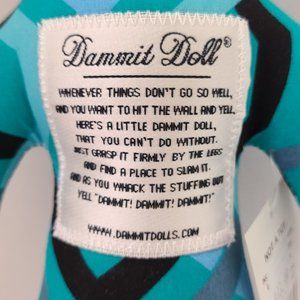 Dammit Doll®
WHENEVER THINGS DON'T GO SO WELL,
AND YOU WANT TO HIT THE WALL AND YELL,
HERE'S A LITTLE DAMMIT DOLL,
THAT YOU CAN'T DO WITHOUT.
JUST GRASP IT FIRMLY BY THE LEGS
AND FIND A PLACE TO SLAM IT.
AND AS YOU WHACK THE STUFFING OUT
YELL "DAMMIT! DAMMIT! DAMMIT!"
WWW.DAMMITDOLLS.COM